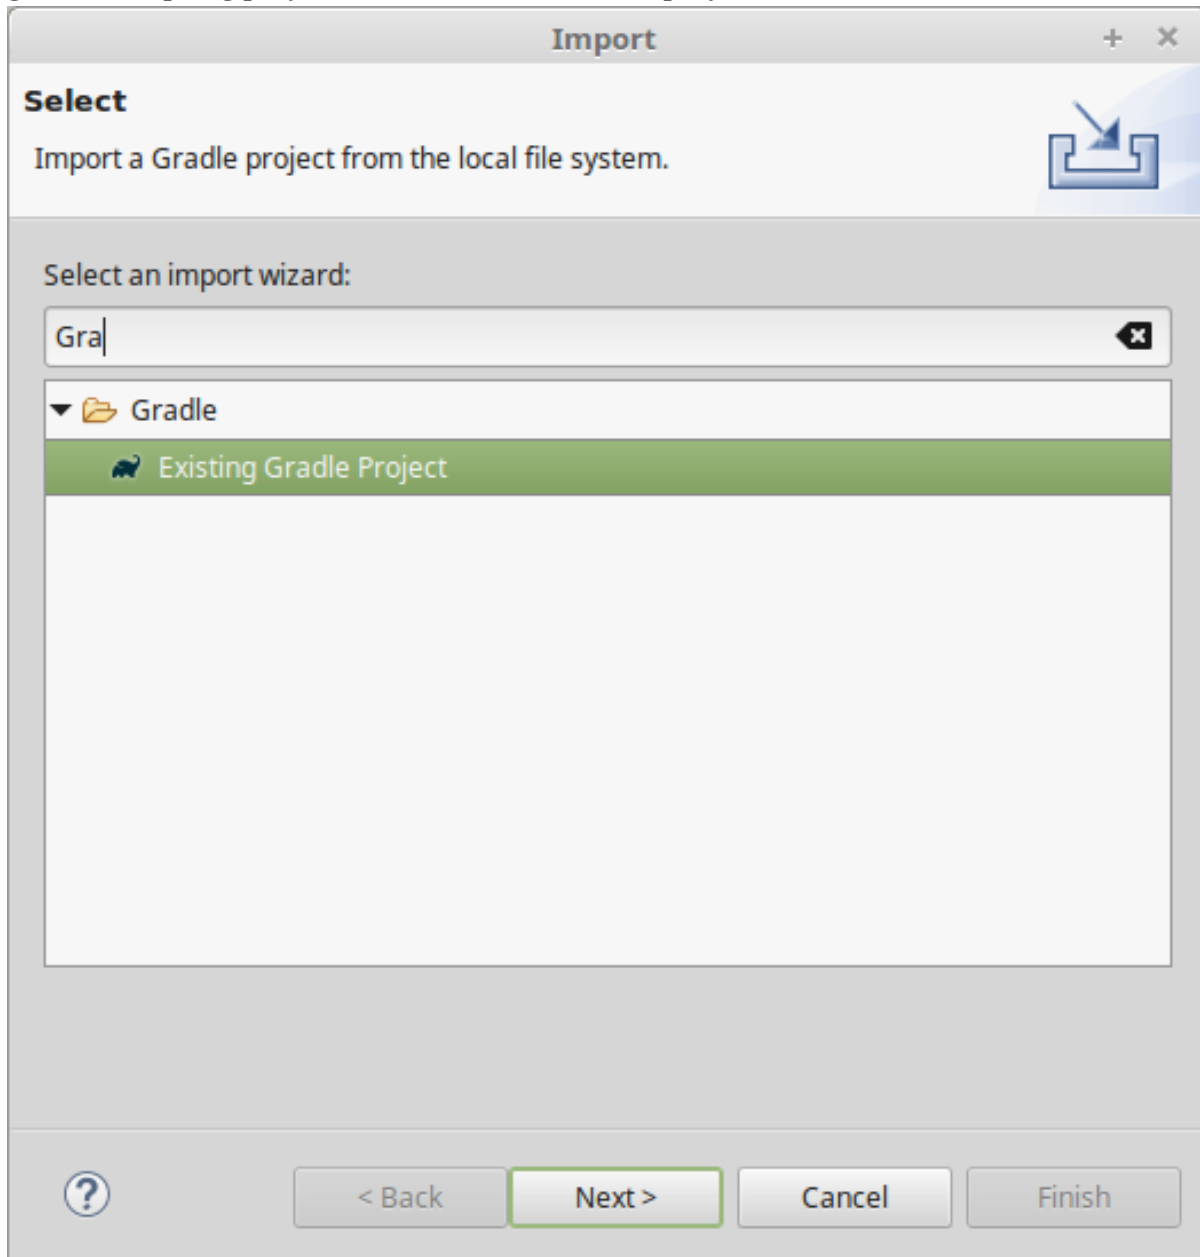 Import
Select
Import a Gradle project from the local file system.
Select an import wizard:
Gra
Gradle
Existing Gradle Project
< Back Next > Cancel Finish